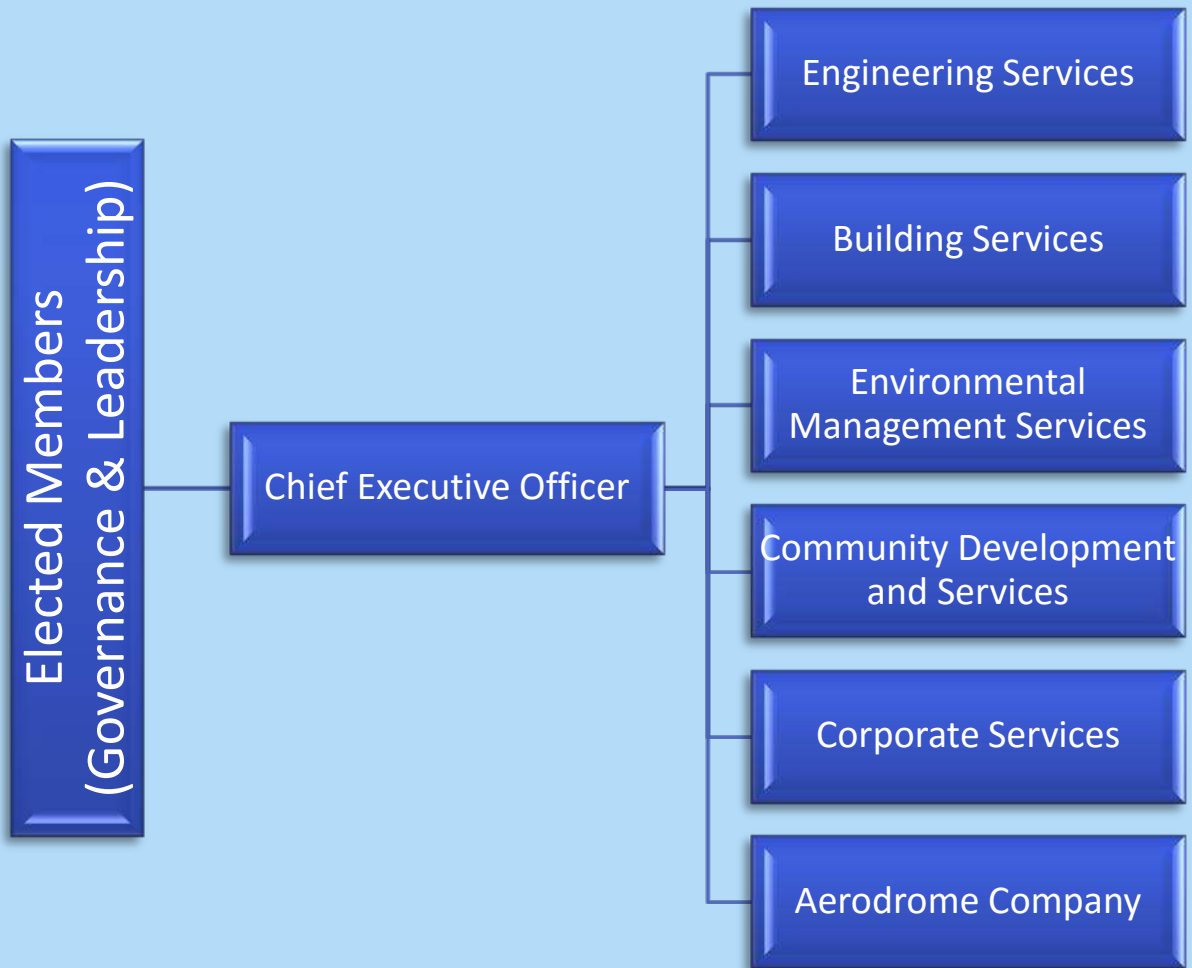 Elected Members
(Governance & Leadership)
Chief Executive Officer
Engineering Services
Building Services
Environmental
Management Services
Community Development
and Services
Corporate Services
Aerodrome Company